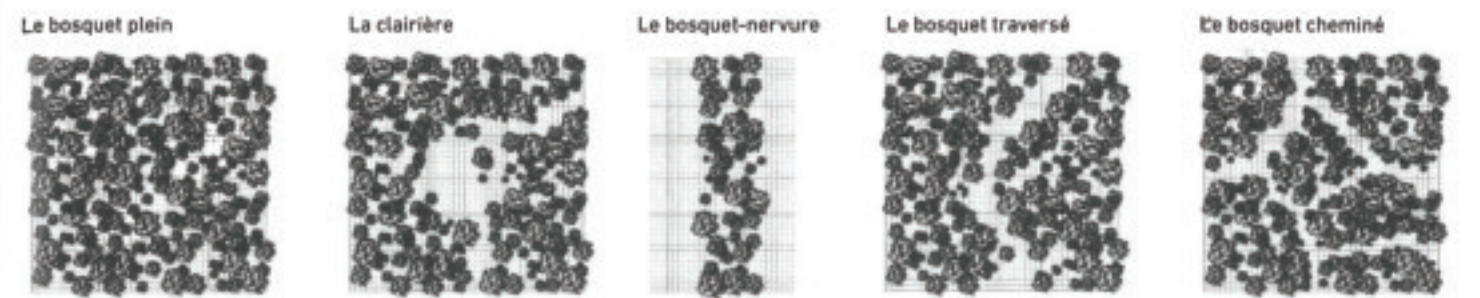 Le bosquet plein
La clairière
Le bosquet-nervure
Le bosquet traversé
Le bosquet cheminé